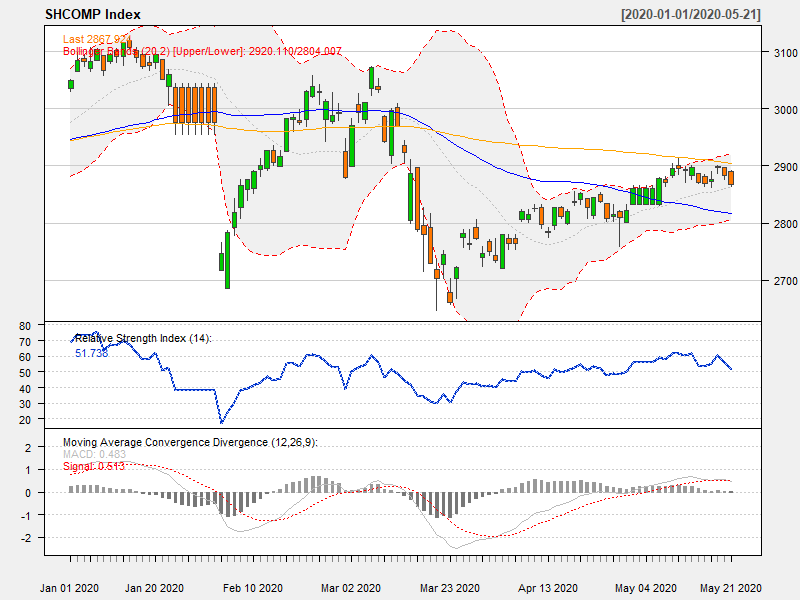 SHCOMP Index [2020-01-01/2020-05-21]
Last 2867.924
Bollinger Bands (20,2) [Upper/Lower]: 2920.110/2804.007
3100
3000
2900
2800
2700
Relative Strength Index (14):
51.738
80
70
60
50
40
30
20
Moving Average Convergence Divergence (12,26,9):
MACD: 0.483
Signal: 0.513
2
1
0
-1
-2
Jan 01 2020 Jan 20 2020 Feb 10 2020 Mar 02 2020 Mar 23 2020 Apr 13 2020 May 04 2020 May 21 2020